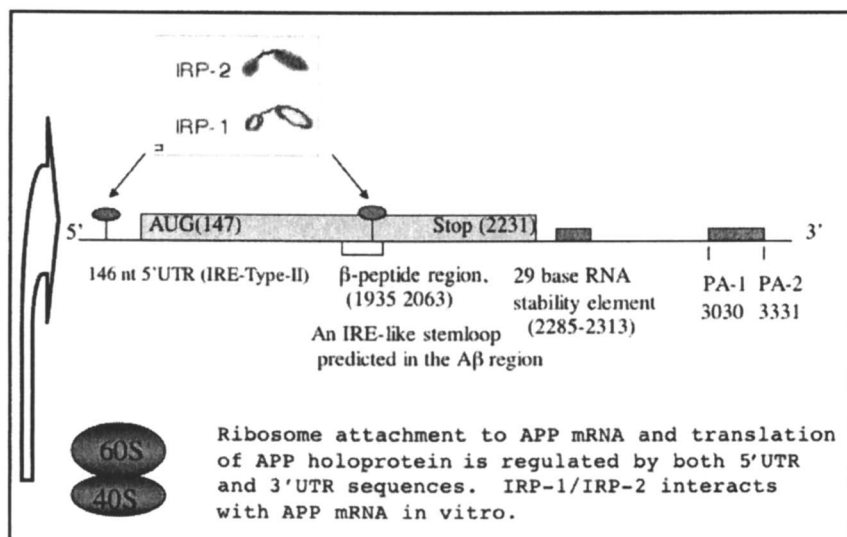 IRP-2
IRP-1
5'
AUG(147)
Stop (2231)
3'
146 nt 5'UTR (IRE-Type-II)
β-peptide region.
(1935 2063)
An IRE-like stemloop
predicted in the Aβ region
29 base RNA
stability element
(2285-2313)
PA-1 PA-2
3030 3331
60S
40S
Ribosome attachment to APP mRNA and translation
of APP holoprotein is regulated by both 5'UTR
and 3'UTR sequences. IRP-1/IRP-2 interacts
with APP mRNA in vitro.